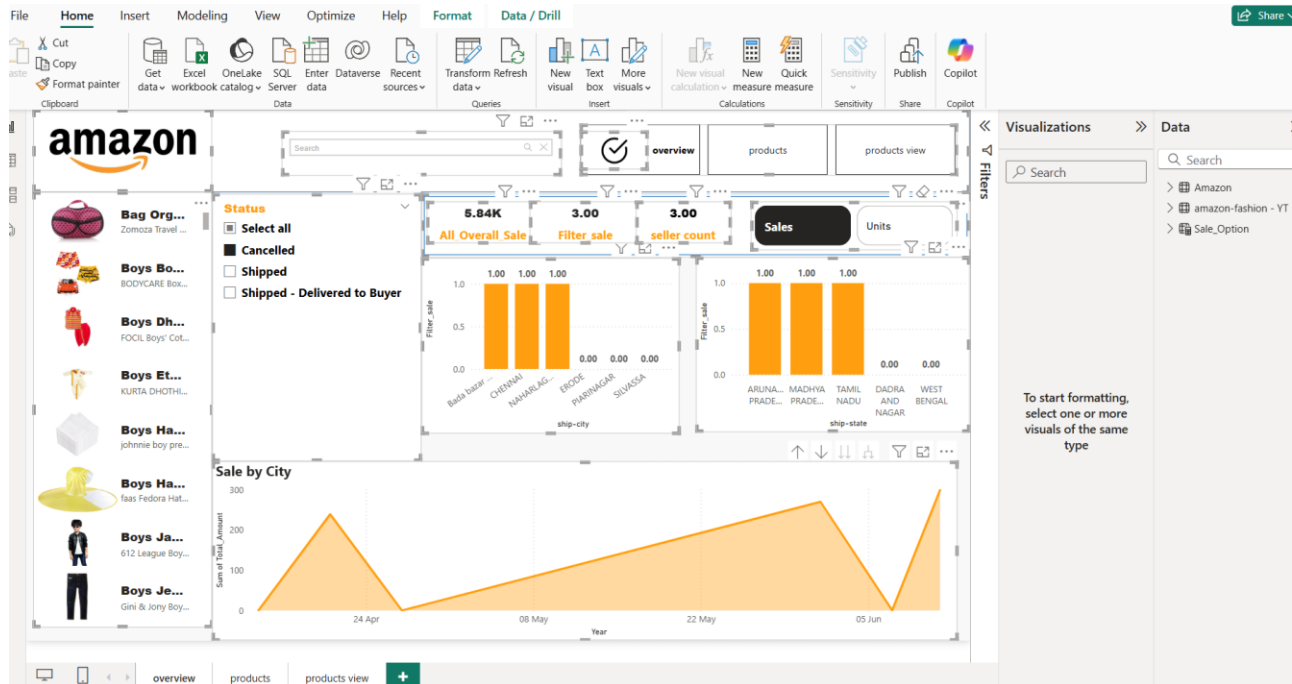 File Home Insert Modeling View Optimize Help Format Data / Drill
Share
Cut
Copy
Format painter
Clipboard
Get data
Excel workbook
OneLake catalog
SQL Server
Enter data
Dataverse
Recent sources
Data
Transform data
Refresh
Queries
New visual
Text box
More visuals
Insert
New visual calculation
New measure
Quick measure
Calculations
Sensitivity
Sensitivity
Publish
Share
Copilot
Copilot
amazon
Search
overview
products
products view
Filters
Visualizations
Search
To start formatting,
select one or more
visuals of the same
type
Data
Search
Amazon
amazon-fashion - YT
Sale_Option
Bag Org...
Zomoza Travel ...
Boys Bo...
BODYCARE Box...
Boys Dh...
FOCIL Boys' Cot...
Boys Et...
KURTA DHOTHI...
Boys Ha...
johnnie boy pre...
Boys Ha...
faas Fedora Hat...
Boys Ja...
612 League Boy...
Boys Je...
Gini & Jony Boy...
Status
Select all
Cancelled
Shipped
Shipped - Delivered to Buyer
5.84K
All_Overall_Sale
3.00
Filter_sale
3.00
seller count
Sales
Units
Filter_sale
1.0
0.5
0.0
1.00 1.00 1.00 0.00 0.00 0.00
Bada bazar ...
CHENNAI
NAHARLAG...
ERODE
PIARINAGAR
SILVASSA
ship-city
Filter_sale
1.0
0.5
0.0
1.00 1.00 1.00 0.00 0.00
ARUNA... PRADE...
MADHYA PRADE...
TAMIL NADU
DADRA AND NAGAR
WEST BENGAL
ship-state
Sale by City
Sum of Total_Amount
300
200
100
0
24 Apr 08 May 22 May 05 Jun
Year
overview products products view